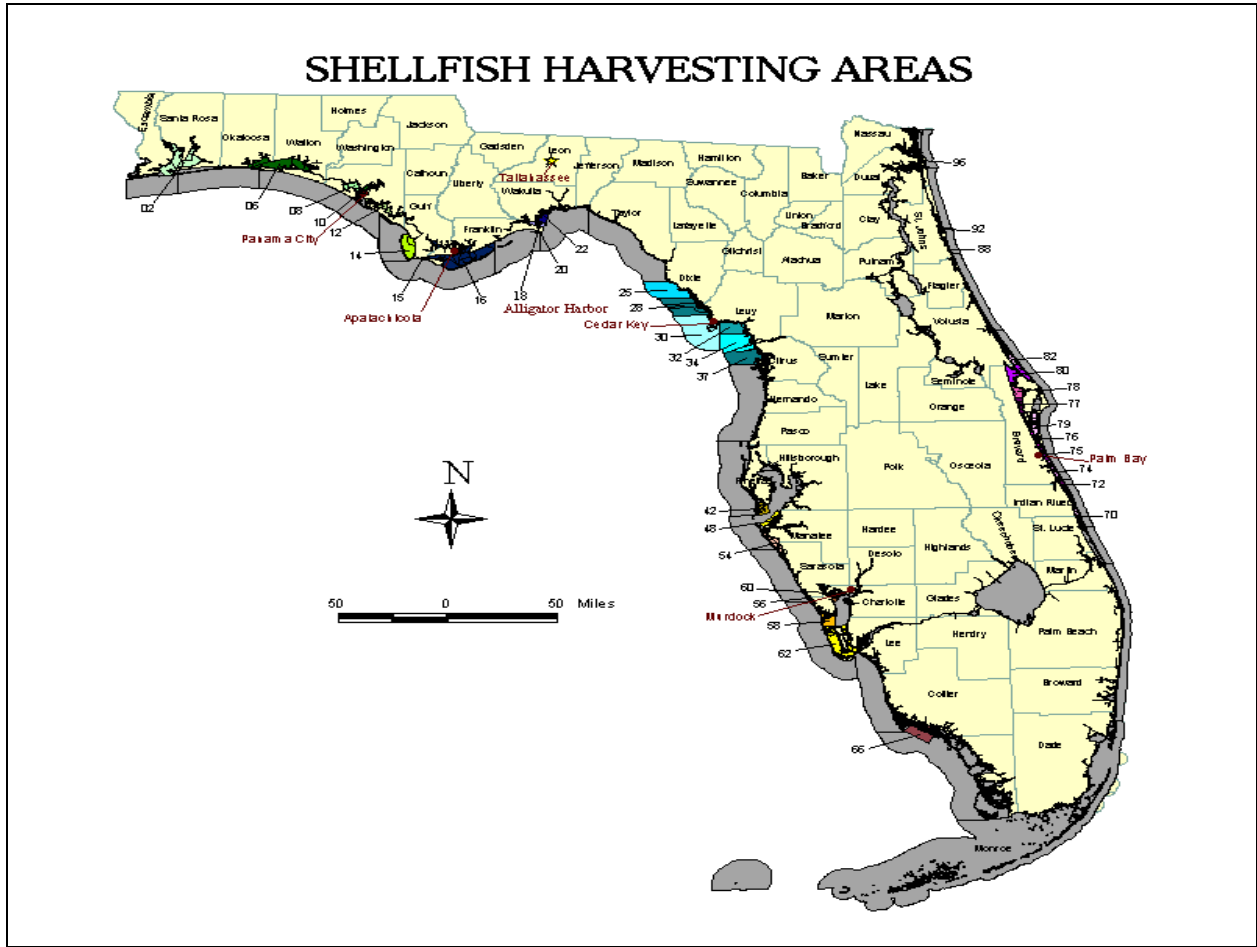 SHELLFISH HARVESTING AREAS
Escambia
Santa Rosa
Okaloosa
Walton
Holmes
Washington
Jackson
Calhoun
Gulf
Liberty
Gadsden
Leon
Tallahassee
Wakulla
Franklin
Jefferson
Madison
Taylor
Hamilton
Suwannee
Lafayette
Columbia
Baker
Nassau
Duval
Union
Bradford
Clay
St. Johns
Gilchrist
Alachua
Putnam
Dixie
Flagler
Levy
Marion
Volusia
02
06
08
10
Panama City
12
14
15
Apalachicola
16
18
20
22
Alligator Harbor
25
28
Cedar Key
30
32
34
37
96
92
88
82
80
78
77
79
76
75
Palm Bay
74
72
70
Citrus
Sumter
Lake
Seminole
Orange
Hernando
Pasco
Hillsborough
Polk
Osceola
Brevard
Indian River
Okeechobee
St. Lucie
42
48
54
Manatee
Hardee
Highlands
Sarasota
Desoto
Martin
60
56
Murdock
58
62
Charlotte
Glades
Lee
Hendry
Palm Beach
Collier
Broward
66
Dade
Monroe
N
50 0 50 Miles